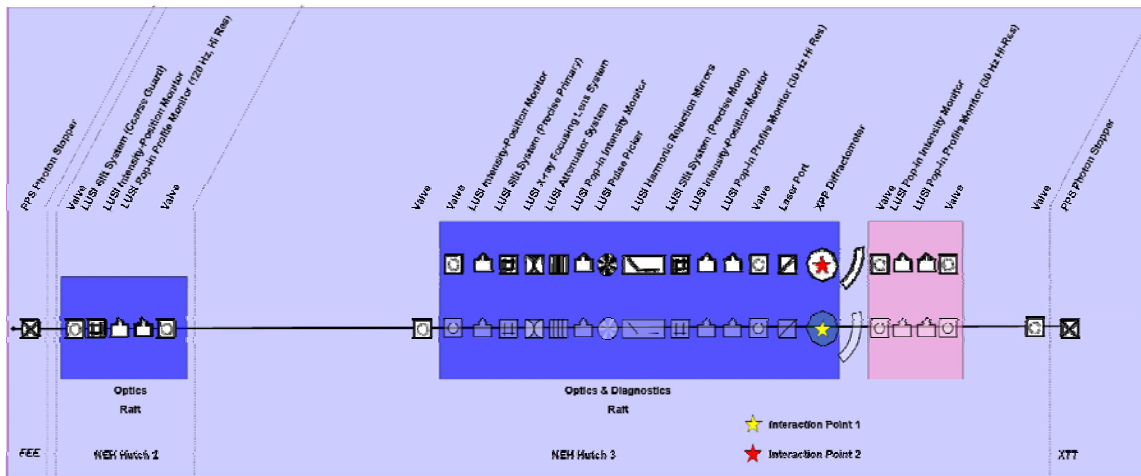 PPS Photon Stopper
Valve
LUSI Slit System (Coarse Guard)
LUSI Intensity-Position Monitor
LUSI Pop-in Profile Monitor (120 Hz, Hi Res)
Valve
Valve
Valve
LUSI Intensity-Position Monitor
LUSI Slit System (Precise Primary)
LUSI X-ray Focusing Lens System
LUSI Attenuator System
LUSI Pop-in Intensity Monitor
LUSI Pulse Picker
LUSI Harmonic Rejection Mirrors
LUSI Slit System (Precise Mono)
LUSI Intensity-Position Monitor
LUSI Pop-in Profile Monitor (30 Hz Hi Res)
Valve
Laser Port
XPP Diffractometer
Valve
LUSI Pop-in Intensity Monitor
LUSI Pop-in Profile Monitor (30 Hz Hi-Res)
Valve
Valve
PPS Photon Stopper
Optics
Raft
Optics & Diagnostics
Raft
Interaction Point 1
Interaction Point 2
FEE
NEH Hutch 2
NEH Hutch 3
XTT